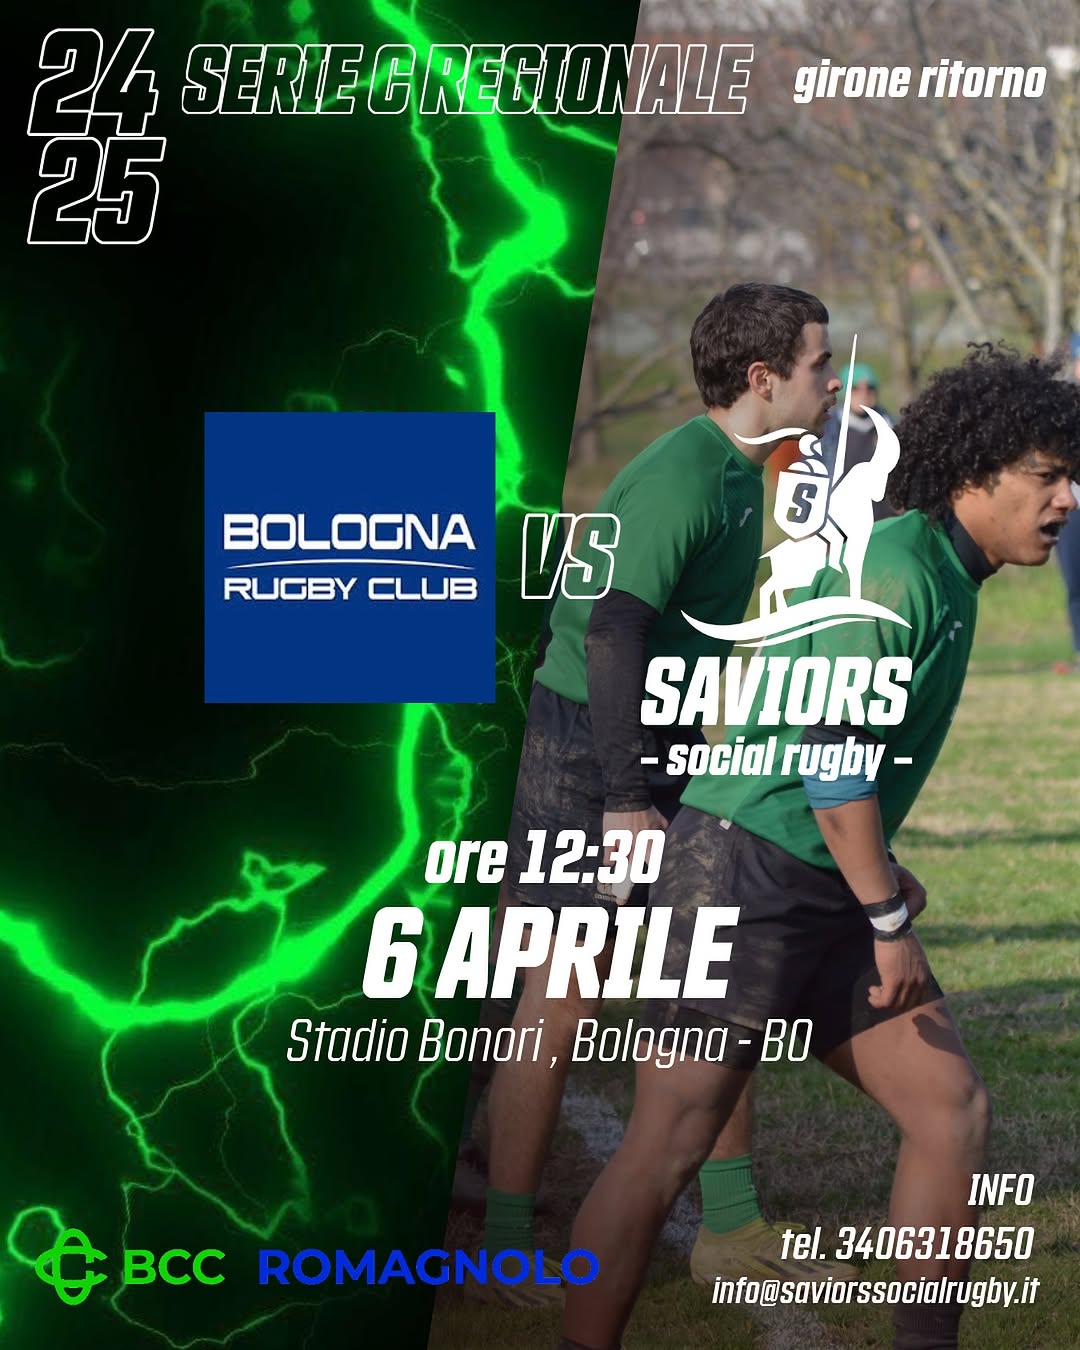 24
25
SERIE C REGIONALE
girone ritorno
BOLOGNA
RUGBY CLUB
VS
S
SAVIORS
- social rugby -
ore 12:30
6 APRILE
Stadio Bonori , Bologna - BO
INFO
tel. 3406318650
info@saviorssocialrugby.it
BCC ROMAGNOLO